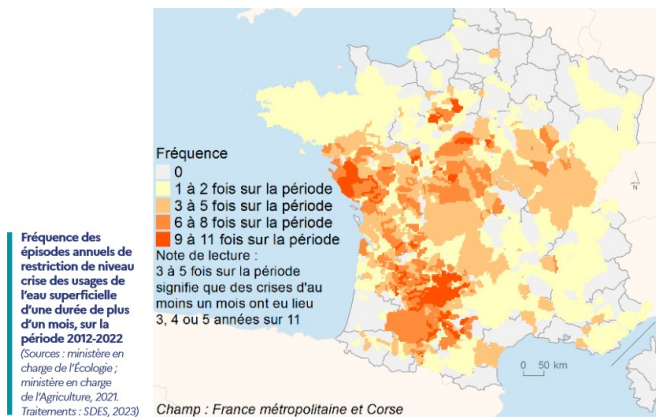 Fréquence
0
1 à 2 fois sur la période
3 à 5 fois sur la période
6 à 8 fois sur la période
9 à 11 fois sur la période
Note de lecture :
3 à 5 fois sur la période
signifie que des crises d'au
moins un mois ont eu lieu
3, 4 ou 5 années sur 11
N
0 50 km
Champ : France métropolitaine et Corse
Fréquence des
épisodes annuels de
restriction de niveau
crise des usages de
l'eau superficielle
d'une durée de plus
d'un mois, sur la
période 2012-2022
(Sources : ministère en
charge de l'Écologie ;
ministère en charge
de l'Agriculture, 2021.
Traitements : SDES, 2023)